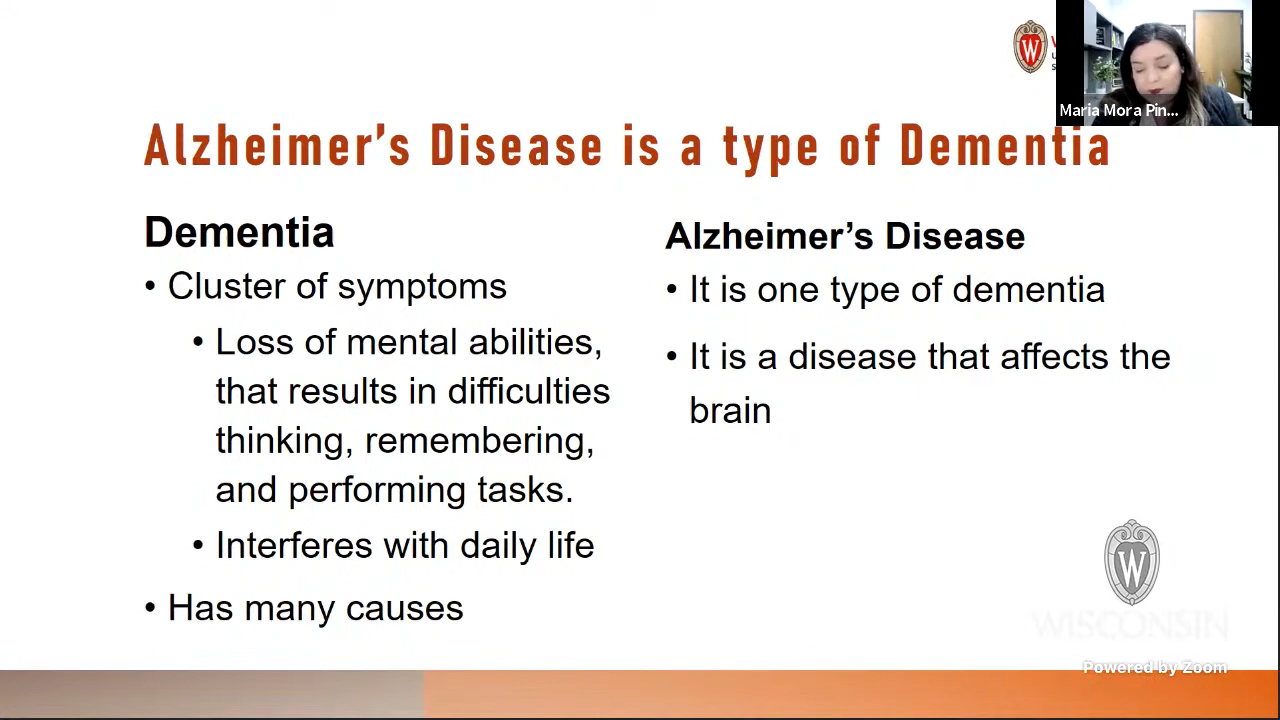 W
Maria Mora Pin...
Alzheimer's Disease is a type of Dementia
Dementia
• Cluster of symptoms
• Loss of mental abilities,
that results in difficulties
thinking, remembering,
and performing tasks.
• Interferes with daily life
• Has many causes
Alzheimer's Disease
• It is one type of dementia
• It is a disease that affects the
brain
W
WISCONSIN
Powered by Zoom